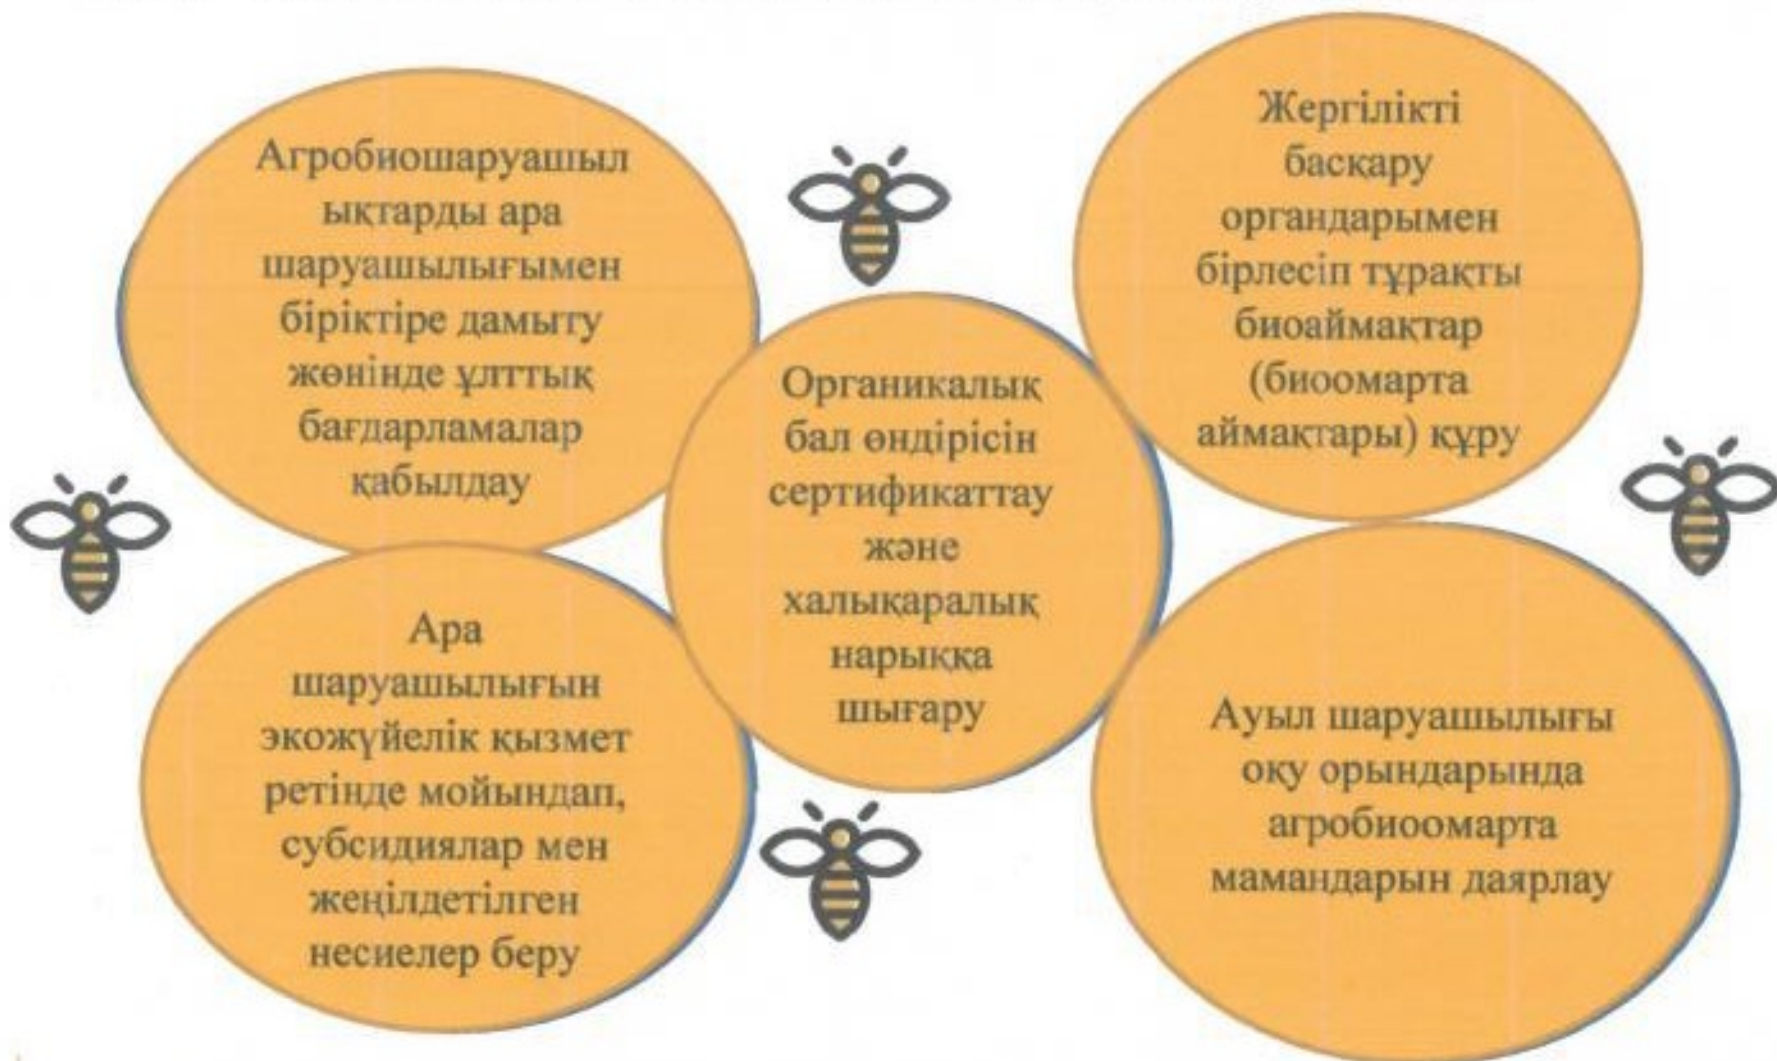 Агробиошаруашыл
ықтарды ара
шаруашылығымен
біріктіре дамыту
жөнінде ұлттық
бағдарламалар
қабылдау
Жергілікті
басқару
органдарымен
бірлесіп тұрақты
биоаймақтар
(биоомарта
аймақтары) құру
Органикалық
бал өндірісін
сертификаттау
және
халықаралық
нарыққа
шығару
Ара
шаруашылығын
экожүйелік қызмет
ретінде мойындап,
субсидиялар мен
жеңілдетілген
несиелер беру
Ауыл шаруашылығы
оқу орындарында
агробиоомарта
мамандарын даярлау